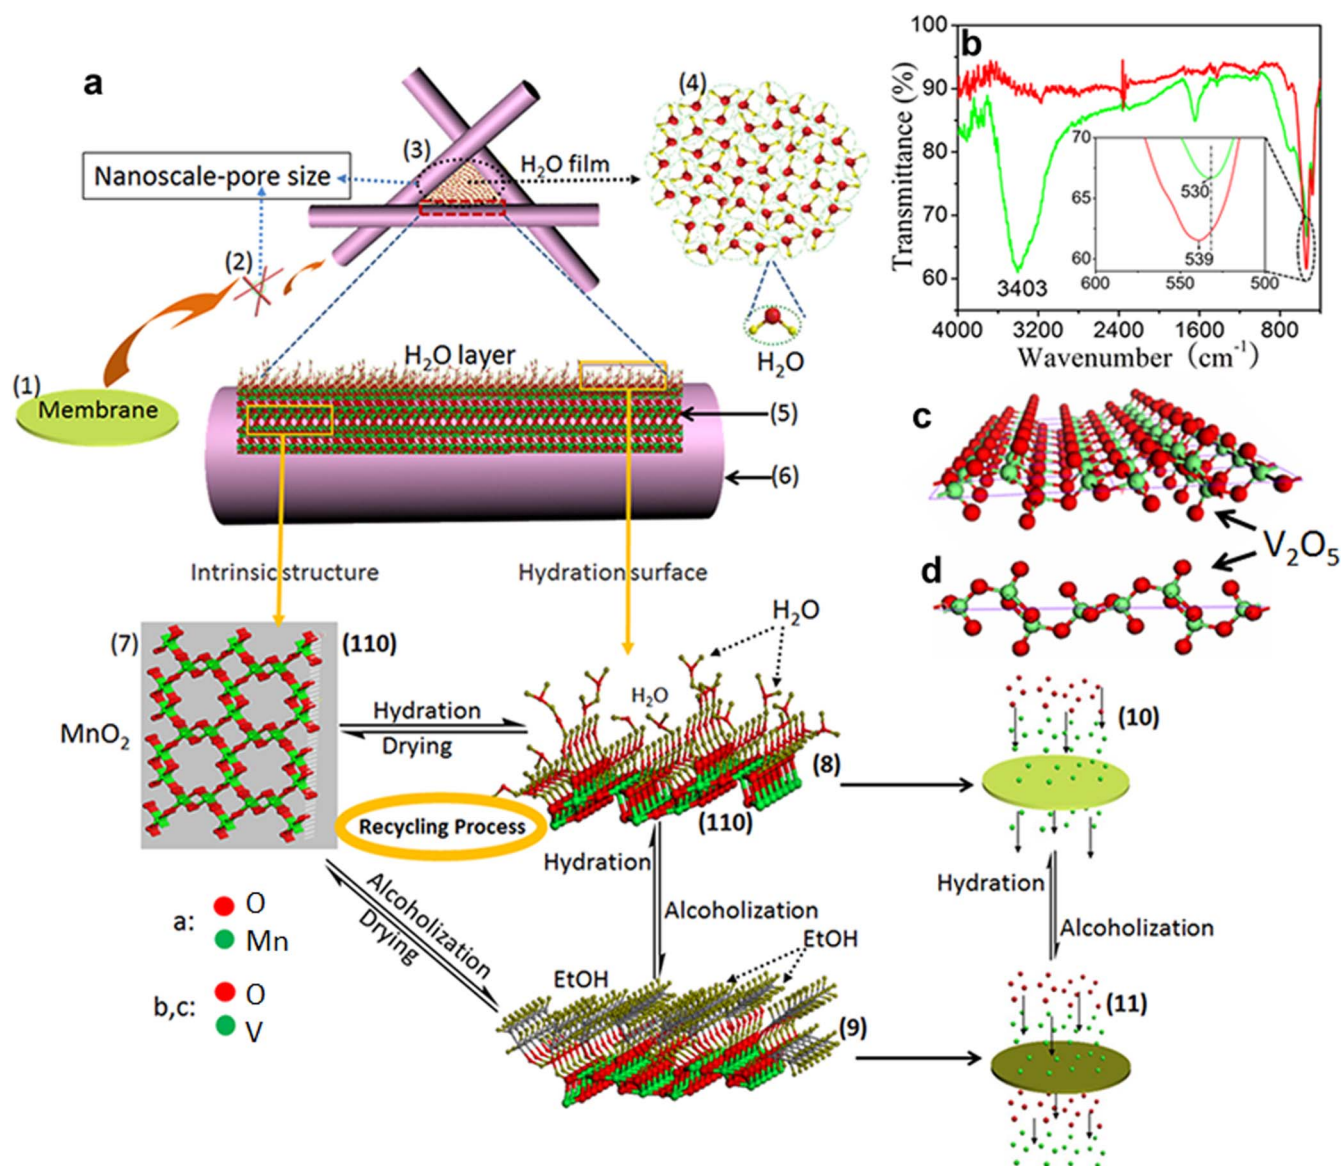 a
(4)
(3)
H₂O film
Nanoscale-pore size
(2)
H₂O
H₂O layer
(1)
Membrane
(5)
(6)
Intrinsic structure
Hydration surface
(7)
(110)
MnO₂
Hydration
Drying
H₂O
H₂O
(8)
(110)
Recycling Process
Hydration
Alcoholization
Alcoholization
Drying
EtOH
EtOH
(9)
a:
O
Mn
b,c:
O
V
b
100
90
80
70
60
Transmittance (%)
3403
4000
3200
2400
1600
800
Wavenumber (cm⁻¹)
70
65
60
530
539
600
550
500
c
V₂O₅
d
(10)
Hydration
Alcoholization
(11)